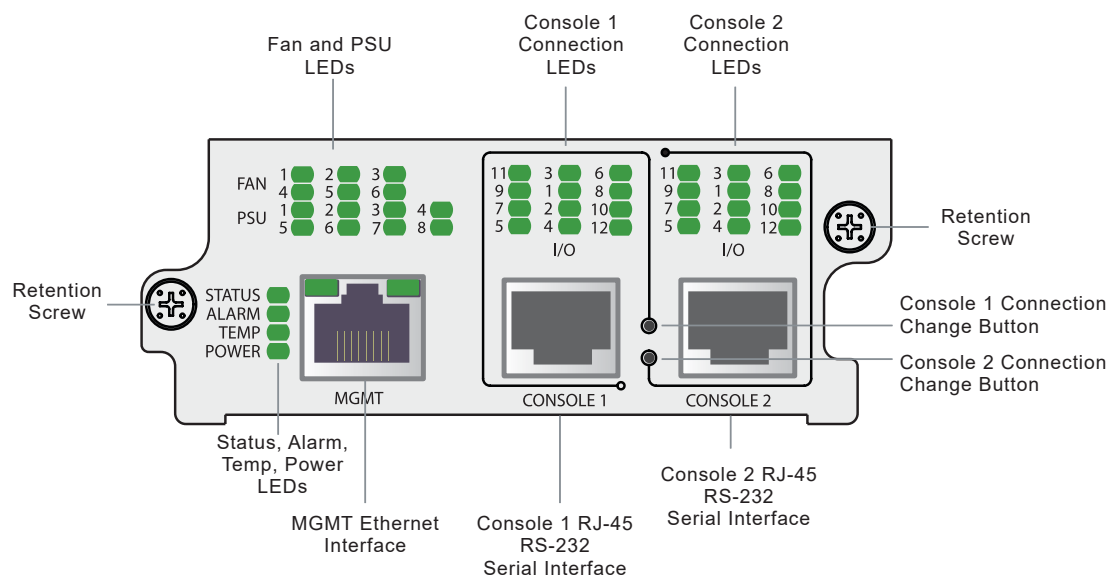 Console 1
Connection
LEDs
Console 2
Connection
LEDs
Fan and PSU
LEDs
FAN
1 2 3
4 5 6
PSU
1 2 3 4
5 6 7 8
11 3 6
9 1 8
7 2 10
5 4 12
I/O
11 3 6
9 1 8
7 2 10
5 4 12
I/O
Retention
Screw
Retention
Screw
STATUS
ALARM
TEMP
POWER
MGMT
CONSOLE 1
CONSOLE 2
Console 1 Connection
Change Button
Console 2 Connection
Change Button
Status, Alarm,
Temp, Power
LEDs
MGMT Ethernet
Interface
Console 1 RJ-45
RS-232
Serial Interface
Console 2 RJ-45
RS-232
Serial Interface